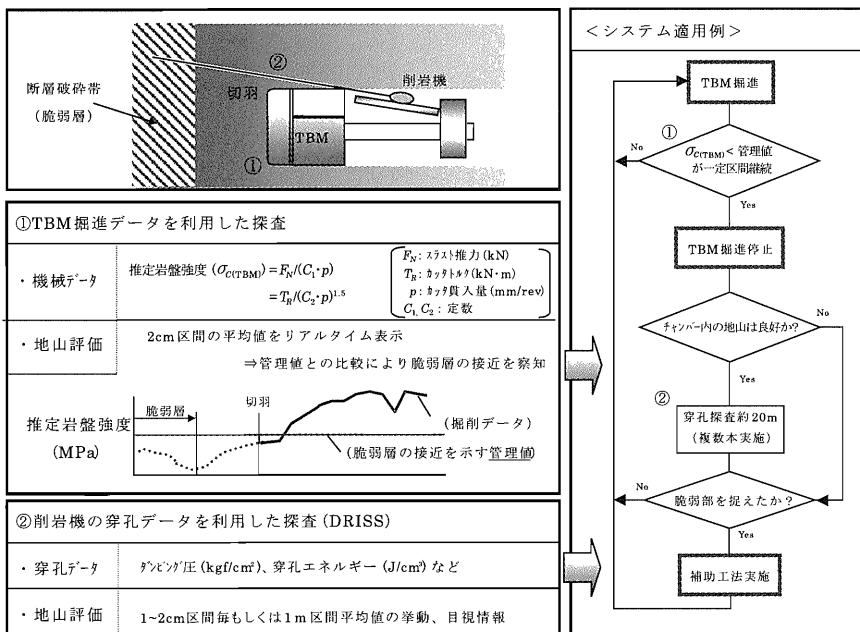 断層破砕帯
(脆弱層)
②
切羽
削岩機
TBM
①
①TBM掘進データを利用した探査
・機械データ
推定岩盤強度 (σC(TBM)) = FN/(C1・p)
= TR/(C2・p)1.5
FN: スラスト推力(kN)
TR: カッタトルク(kN・m)
p: カッタ貫入量(mm/rev)
C1, C2 : 定数
・地山評価
2cm区間の平均値をリアルタイム表示
⇒管理値との比較により脆弱層の接近を察知
推定岩盤強度
(MPa)
脆弱層
切羽
(掘削データ)
(脆弱層の接近を示す管理値)
②削岩機の穿孔データを利用した探査(DRISS)
・穿孔データ
ダンピング圧(kgf/cm²)、穿孔エネルギー(J/cm³)など
・地山評価
1~2cm区間毎もしくは1m区間平均値の挙動、目視情報
<システム適用例>
TBM掘進
①
No
σC(TBM)< 管理値
が一定区間継続
Yes
TBM掘進停止
チャンバー内の地山は良好か?
No
Yes
②
穿孔探査約20m
(複数本実施)
No
脆弱部を捉えたか?
Yes
補助工法実施